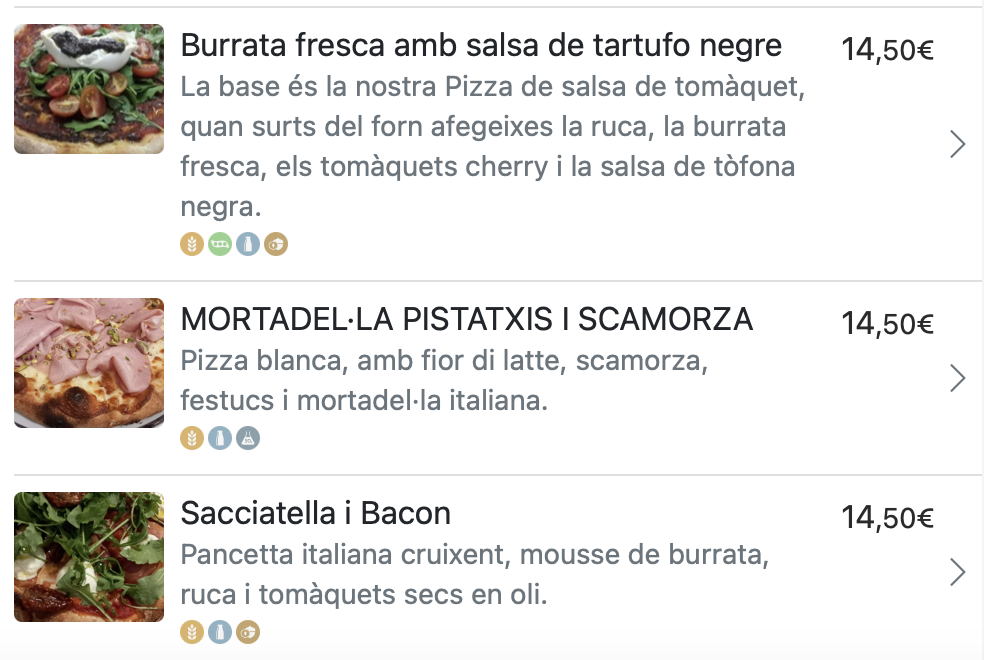 Burrata fresca amb salsa de tartufo negre
14,50€
La base és la nostra Pizza de salsa de tomàquet,
quan surts del forn afegeixes la ruca, la burrata
fresca, els tomàquets cherry i la salsa de tòfona
negra.
MORTADEL·LA PISTATXIS I SCAMORZA
14,50€
Pizza blanca, amb fior di latte, scamorza,
festucs i mortadel·la italiana.
Sacciatella i Bacon
14,50€
Pancetta italiana cruixent, mousse de burrata,
ruca i tomàquets secs en oli.